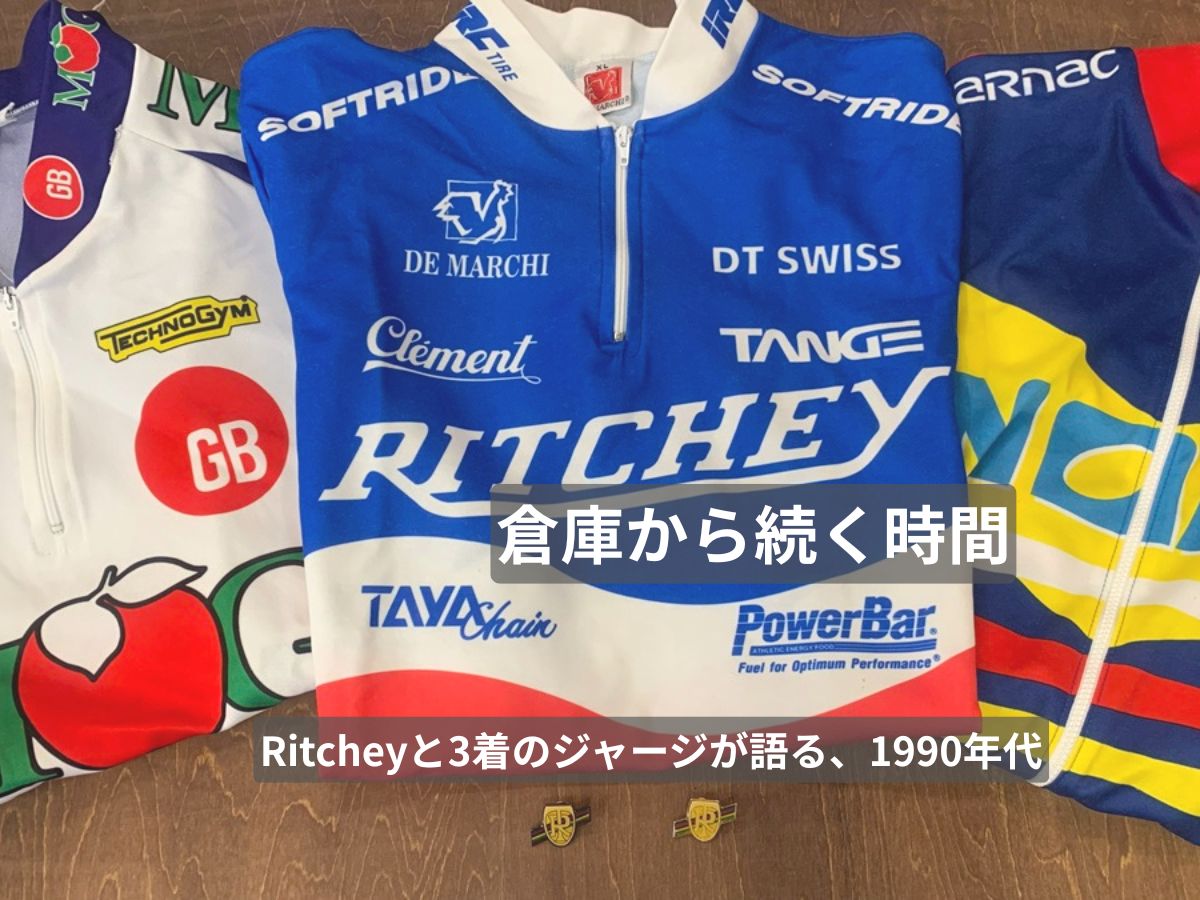 GB
TECHNOGYM
GB
SOFTRIDE
IRC
TIRE
XL
SOFTRIDE
DE MARCHI
DT SWISS
Clément
TANGE
RITCHEY
TAYA Chain
PowerBar®
ATHLETIC ENERGY FOOD
Fuel for Optimum Performance®
arnac
倉庫から続く時間
Ritcheyと3着のジャージが語る、1990年代